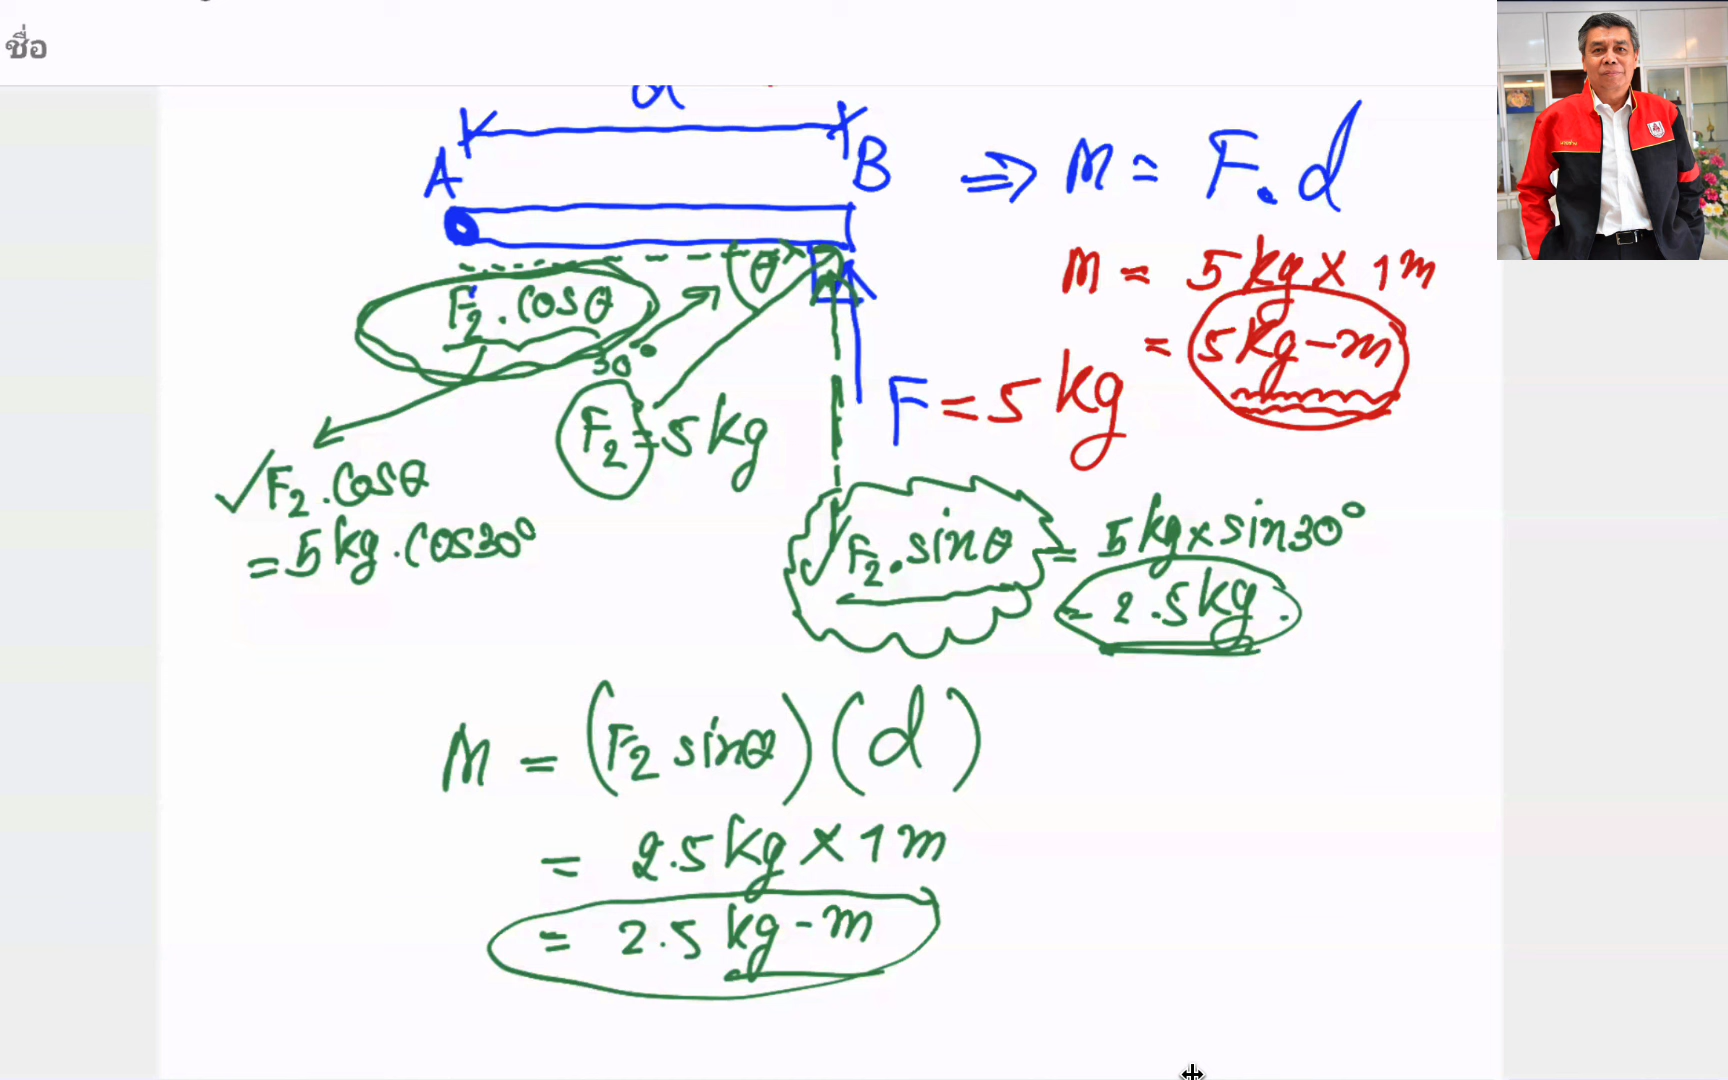 ชื่อ
d
A
B
⇒ M = F.d
M = 5 kg × 1 m
= 5 kg-m
θ
F₂.cosθ
30°
F₂ = 5 kg
F = 5 kg
✓F₂.cosθ
= 5 kg.cos30°
✓F₂.sinθ = 5 kg × sin30°
= 2.5 kg.
M = (F₂ sinθ)(d)
= 2.5 kg × 1 m
= 2.5 kg-m